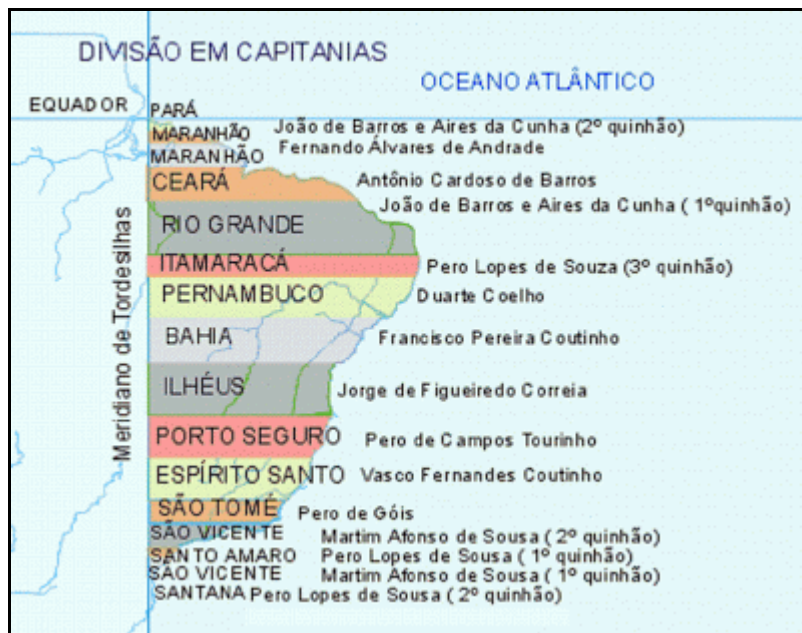 DIVISÃO EM CAPITANIAS
OCEANO ATLÂNTICO
EQUADOR
PARÁ
MARANHÃO João de Barros e Aires da Cunha (2º quinhão)
MARANHÃO Fernando Álvares de Andrade
CEARÁ Antônio Cardoso de Barros
João de Barros e Aires da Cunha ( 1ºquinhão)
RIO GRANDE
ITAMARACÁ Pero Lopes de Souza (3º quinhão)
PERNAMBUCO Duarte Coelho
BAHIA Francisco Pereira Coutinho
ILHÉUS Jorge de Figueiredo Correia
PORTO SEGURO Pero de Campos Tourinho
ESPÍRITO SANTO Vasco Fernandes Coutinho
SÃO TOMÉ Pero de Góis
SÃO VICENTE Martim Afonso de Sousa ( 2º quinhão)
SANTO AMARO Pero Lopes de Sousa ( 1º quinhão)
SÃO VICENTE Martim Afonso de Sousa ( 1º quinhão)
SANTANA Pero Lopes de Sousa ( 2º quinhão)
Meridiano de Tordesilhas